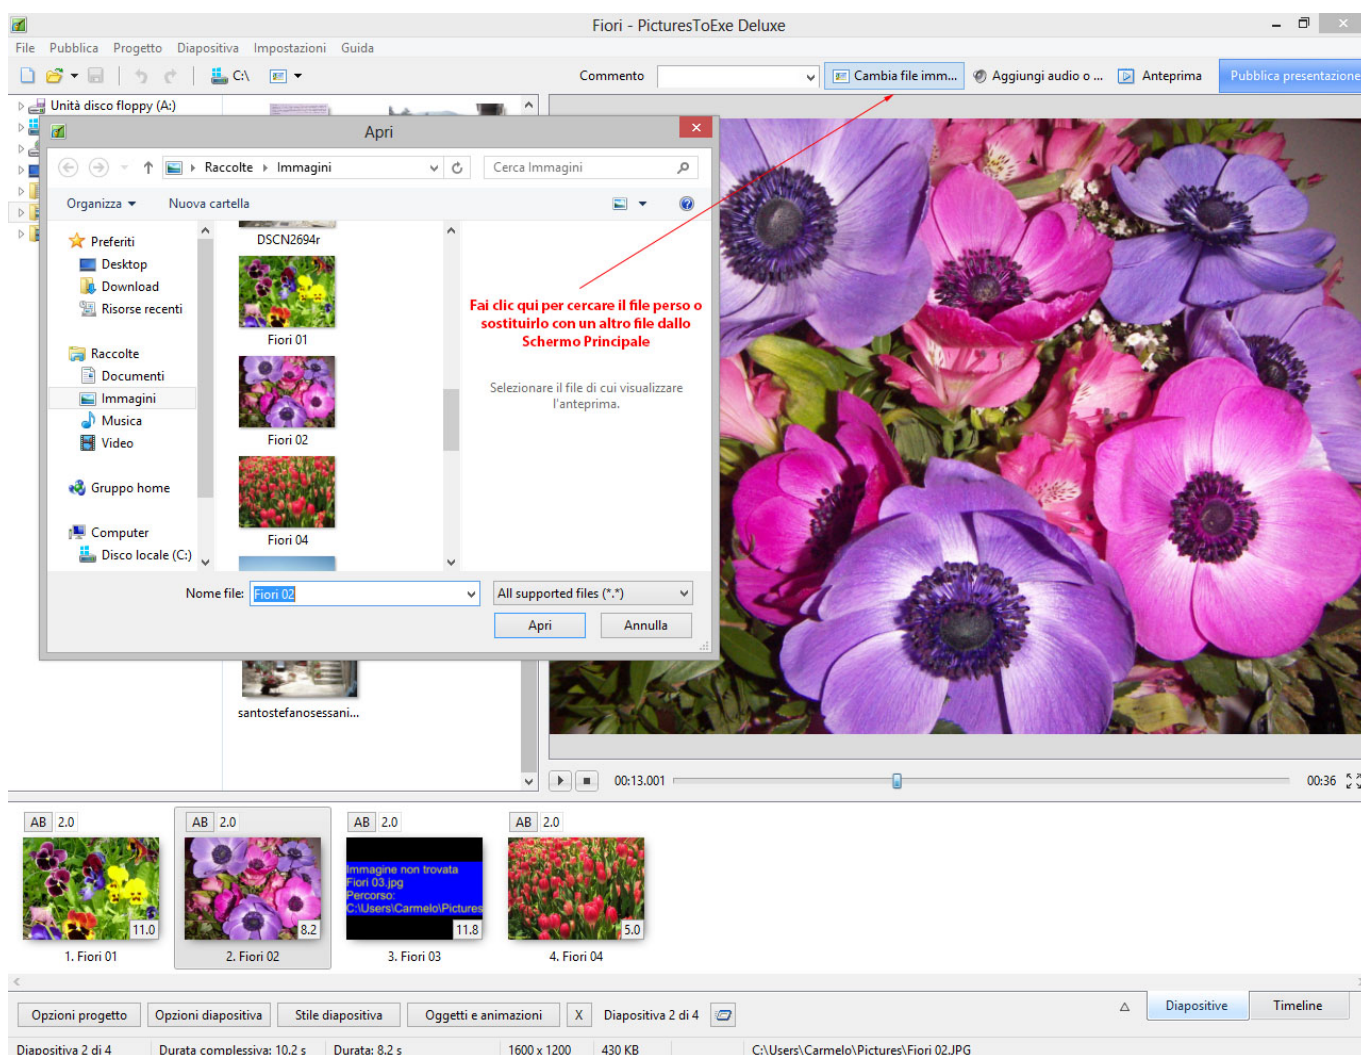 Fiori - PicturesToExe Deluxe
File Pubblica Progetto Diapositiva Impostazioni Guida
C:\
Commento
Cambia file imm...
Aggiungi audio o ...
Anteprima
Pubblica presentazione
Unità disco floppy (A:)
Apri
Raccolte
Immagini
Cerca Immagini
Organizza
Nuova cartella
Preferiti
Desktop
Download
Risorse recenti
Raccolte
Documenti
Immagini
Musica
Video
Gruppo home
Computer
Disco locale (C:)
DSCN2694r
Fiori 01
Fiori 02
Fiori 04
Fai clic qui per cercare il file perso o
sostituirlo con un altro file dallo
Schermo Principale
Selezionare il file di cui visualizzare
l'anteprima.
Nome file: Fiori 02
All supported files (*.*)
Apri
Annulla
santostefanosessani...
00:13.001
00:36
AB 2.0
AB 2.0
AB 2.0
AB 2.0
Immagine non trovata
Fiori 03.jpg
Percorso:
C:\Users\Carmelo\Pictures
11.0
8.2
11.8
5.0
1. Fiori 01
2. Fiori 02
3. Fiori 03
4. Fiori 04
Opzioni progetto
Opzioni diapositiva
Stile diapositiva
Oggetti e animazioni
X
Diapositiva 2 di 4
Diapositive
Timeline
Diapositiva 2 di 4
Durata complessiva: 10.2 s
Durata: 8.2 s
1600 x 1200
430 KB
C:\Users\Carmelo\Pictures\Fiori 02.JPG